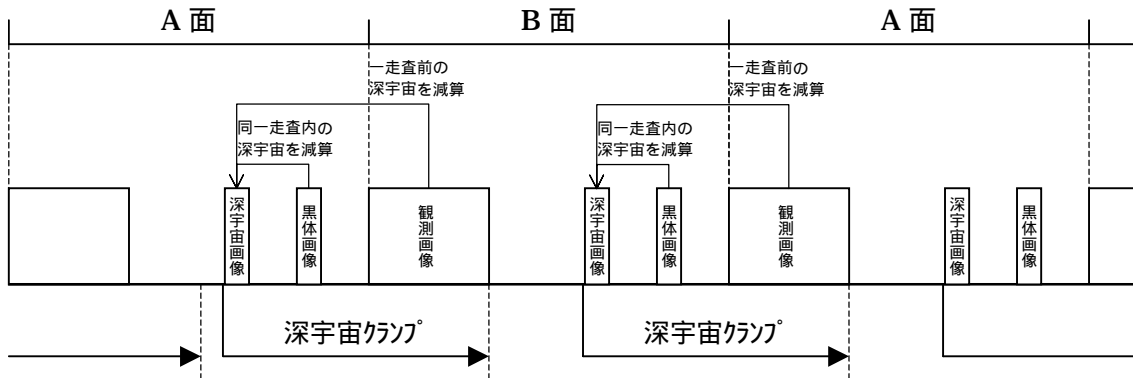 A 面
B 面
A 面
一走査前の
深宇宙を減算
一走査前の
深宇宙を減算
同一走査内の
深宇宙を減算
同一走査内の
深宇宙を減算
深宇宙画像
黒体画像
観測画像
深宇宙画像
黒体画像
観測画像
深宇宙画像
黒体画像
深宇宙ｸﾗﾝﾌﾟ
深宇宙ｸﾗﾝﾌﾟ